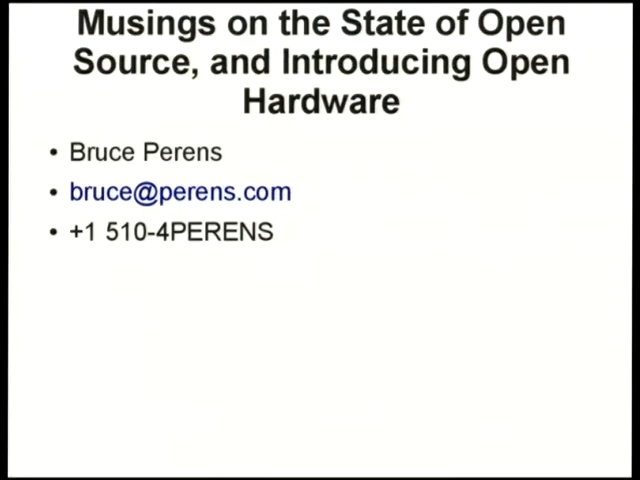 Musings on the State of Open
Source, and Introducing Open
Hardware
• Bruce Perens
• bruce@perens.com
• +1 510-4PERENS